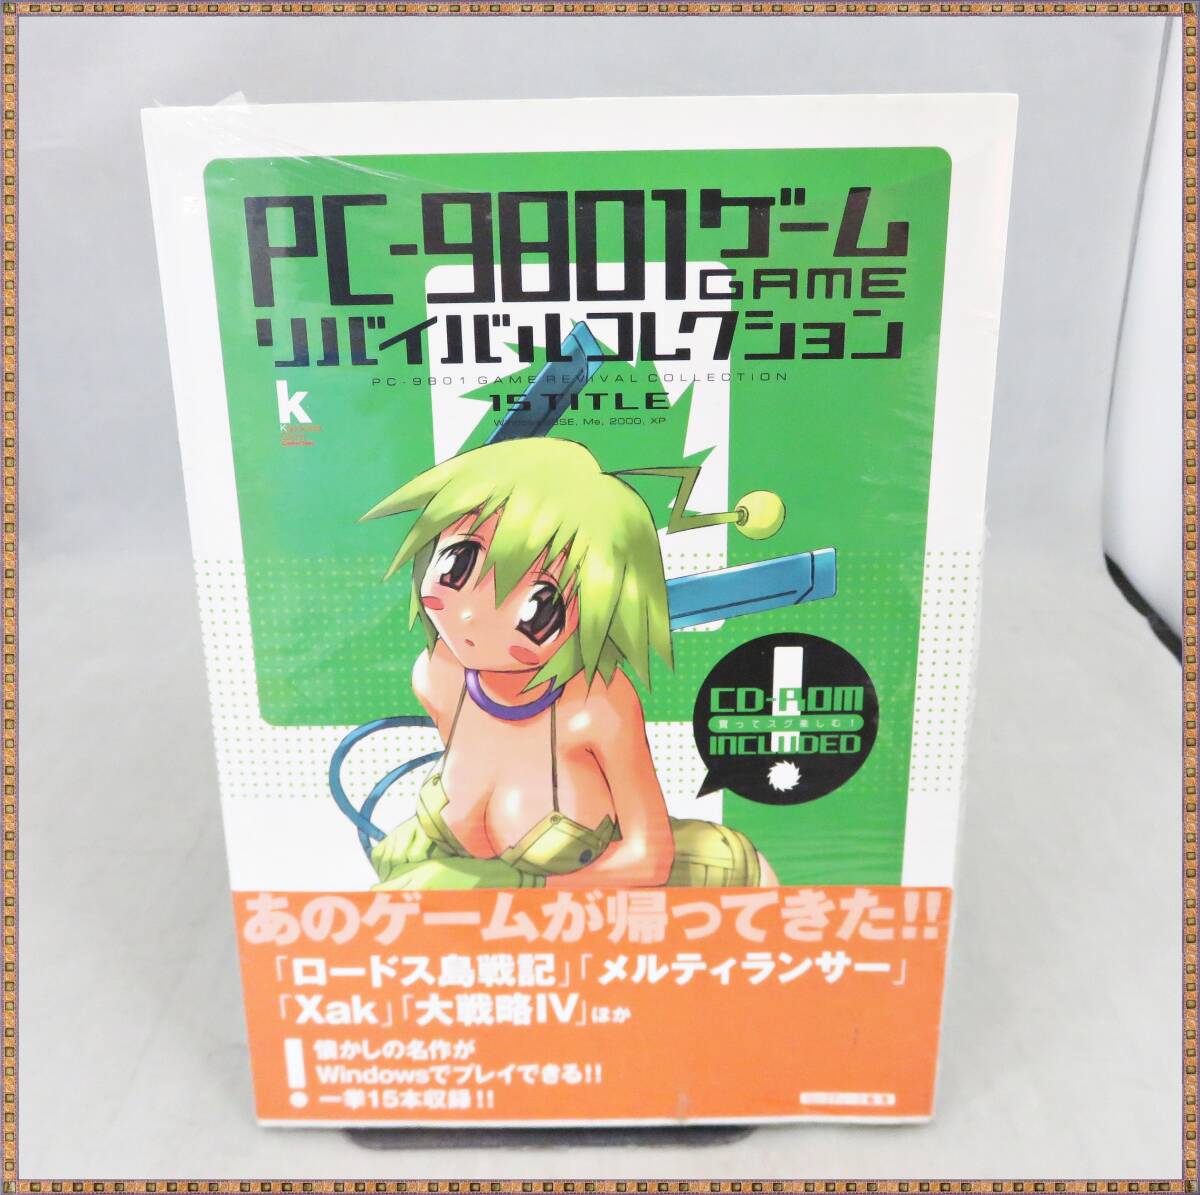 PC-9801ゲーム
GAME
リバイバルコレクション
PC-9801 GAME REVIVAL COLLECTION
15 TITLE
Windows 98SE, Me, 2000, XP
k
CD-ROM
買ってスグ楽しむ!
INCLUDED
あのゲームが帰ってきた!!
「ロードス島戦記」「メルティランサー」
「Xak」「大戦略IV」ほか
懐かしの名作が
Windowsでプレイできる!!
一挙15本収録!!